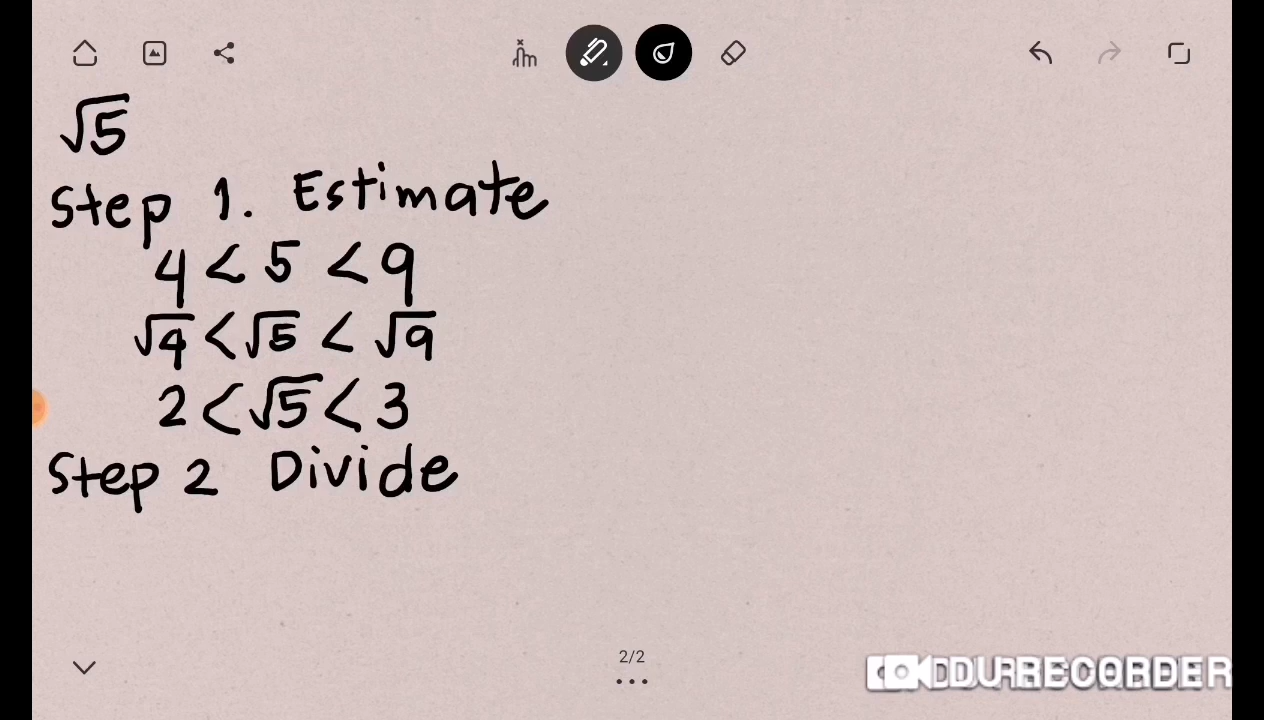 √5
Step 1. Estimate
4 < 5 < 9
√4 < √5 < √9
2 < √5 < 3
Step 2 Divide
2/2
DU RECORDER